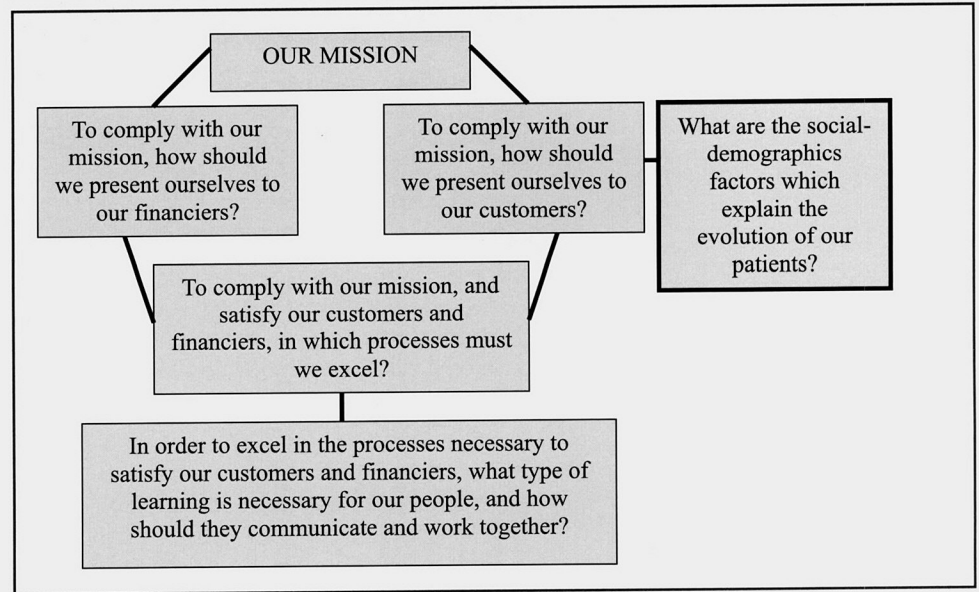 OUR MISSION
To comply with our
mission, how should
we present ourselves to
our financiers?
To comply with our
mission, how should
we present ourselves to
our customers?
What are the social-
demographics
factors which
explain the
evolution of our
patients?
To comply with our mission, and
satisfy our customers and
financiers, in which processes must
we excel?
In order to excel in the processes necessary to
satisfy our customers and financiers, what type of
learning is necessary for our people, and how
should they communicate and work together?